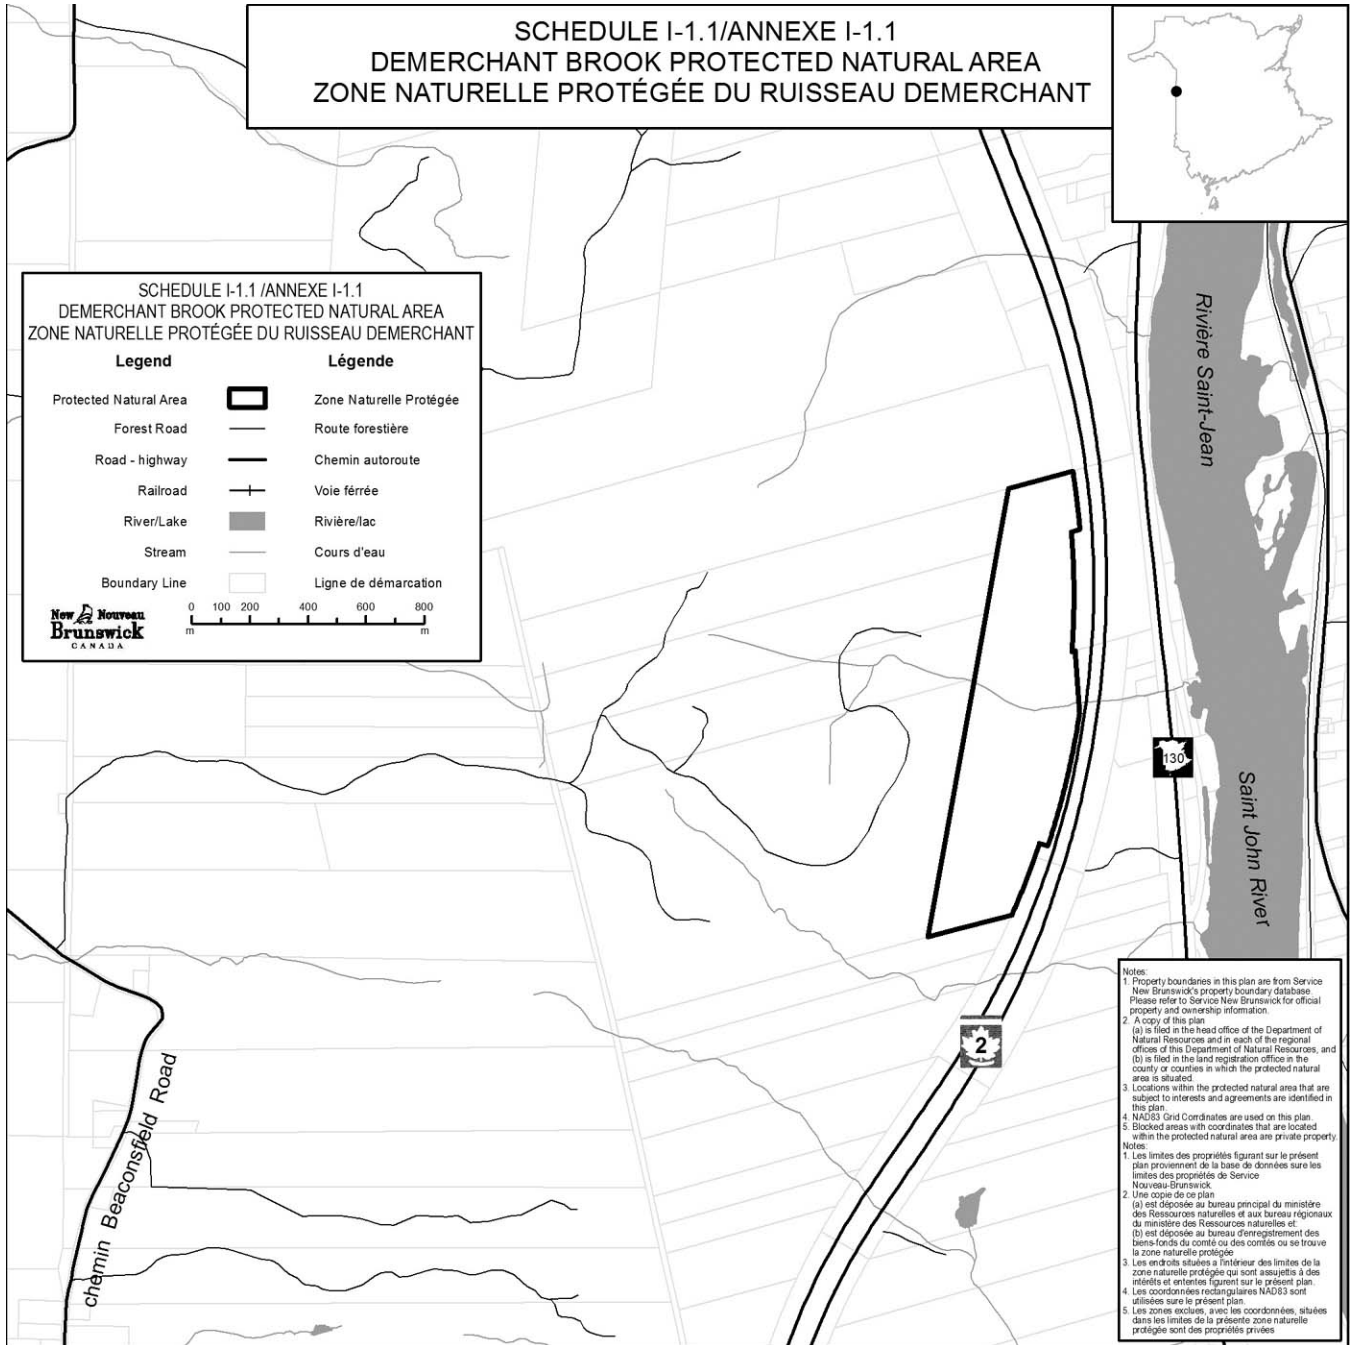 SCHEDULE I-1.1/ANNEXE I-1.1
DEMERCHANT BROOK PROTECTED NATURAL AREA
ZONE NATURELLE PROTÉGÉE DU RUISSEAU DEMERCHANT
SCHEDULE I-1.1 /ANNEXE I-1.1
DEMERCHANT BROOK PROTECTED NATURAL AREA
ZONE NATURELLE PROTÉGÉE DU RUISSEAU DEMERCHANT
Legend Légende
Protected Natural Area Zone Naturelle Protégée
Forest Road Route forestière
Road - highway Chemin autoroute
Railroad Voie férrée
River/Lake Rivière/lac
Stream Cours d'eau
Boundary Line Ligne de démarcation
New Nouveau
Brunswick
CANADA
0 100 200 400 600 800
m m
Rivière Saint-Jean
130
Saint John River
2
chemin Beaconsfield Road
Notes:
1. Property boundaries in this plan are from Service
New Brunswick's property boundary database.
Please refer to Service New Brunswick for official
property and ownership information.
2. A copy of this plan
(a) is filed in the head office of the Department of
Natural Resources and in each of the regional
offices of this Department of Natural Resources, and
(b) is filed in the land registration office in the
county or counties in which the protected natural
area is situated.
3. Locations within the protected natural area that are
subject to interests and agreements are identified in
this plan.
4. NAD83 Grid Corrdinates are used on this plan.
5. Blocked areas with coordinates that are located
within the protected natural area are private property.
Notes:
1. Les limites des propriétés figurant sur le présent
plan proviennent de la base de données sure les
limites des propriétés de Service
Nouveau-Brunswick.
2. Une copie de ce plan
(a) est déposée au bureau principal du ministère
des Ressources naturelles et aux bureau régionaux
du ministère des Ressources naturelles et:
(b) est déposée au bureau d'enregistrement des
biens-fonds du comté ou des comtés ou se trouve
la zone naturelle protégée
3. Les endroits situées a l'intérieur des limites de la
zone naturelle protégée qui sont assujettis à des
intérêts et ententes figurent sur le présent plan.
4. Les coordonnées rectangulaires NAD83 sont
utilisées sure le présent plan.
5. Les zones exclues, avec les coordonnées, situées
dans les limites de la présente zone naturelle
protégée sont des propriétés privées